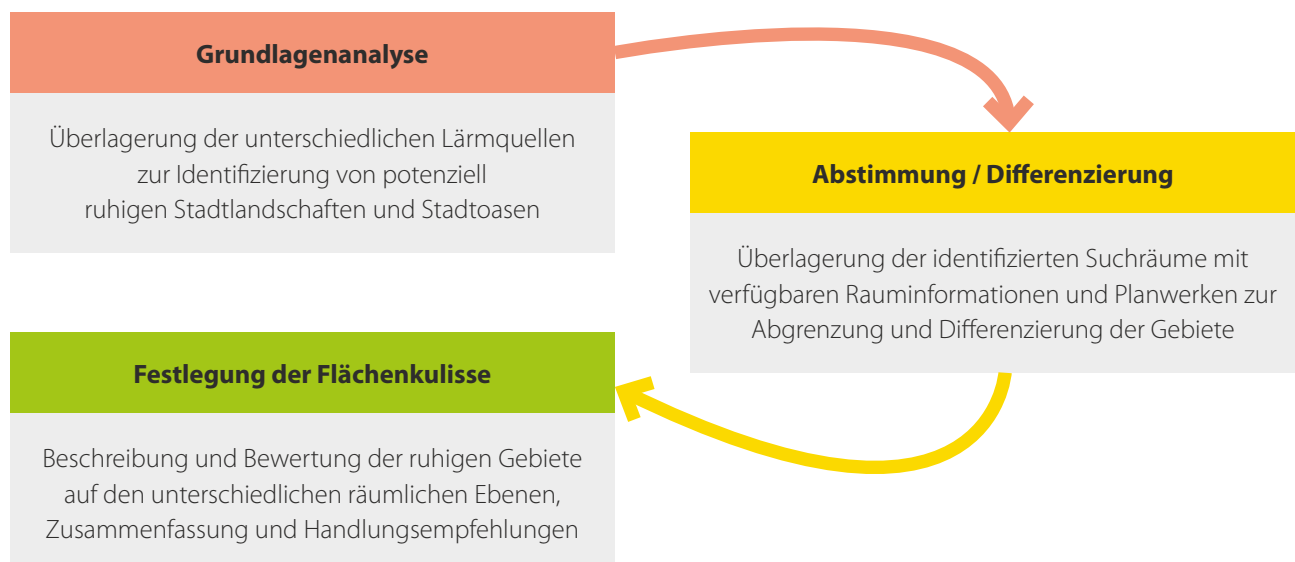 Grundlagenanalyse
Überlagerung der unterschiedlichen Lärmquellen
zur Identifizierung von potenziell
ruhigen Stadtlandschaften und Stadtoasen
Abstimmung / Differenzierung
Überlagerung der identifizierten Suchräume mit
verfügbaren Rauminformationen und Planwerken zur
Abgrenzung und Differenzierung der Gebiete
Festlegung der Flächenkulisse
Beschreibung und Bewertung der ruhigen Gebiete
auf den unterschiedlichen räumlichen Ebenen,
Zusammenfassung und Handlungsempfehlungen